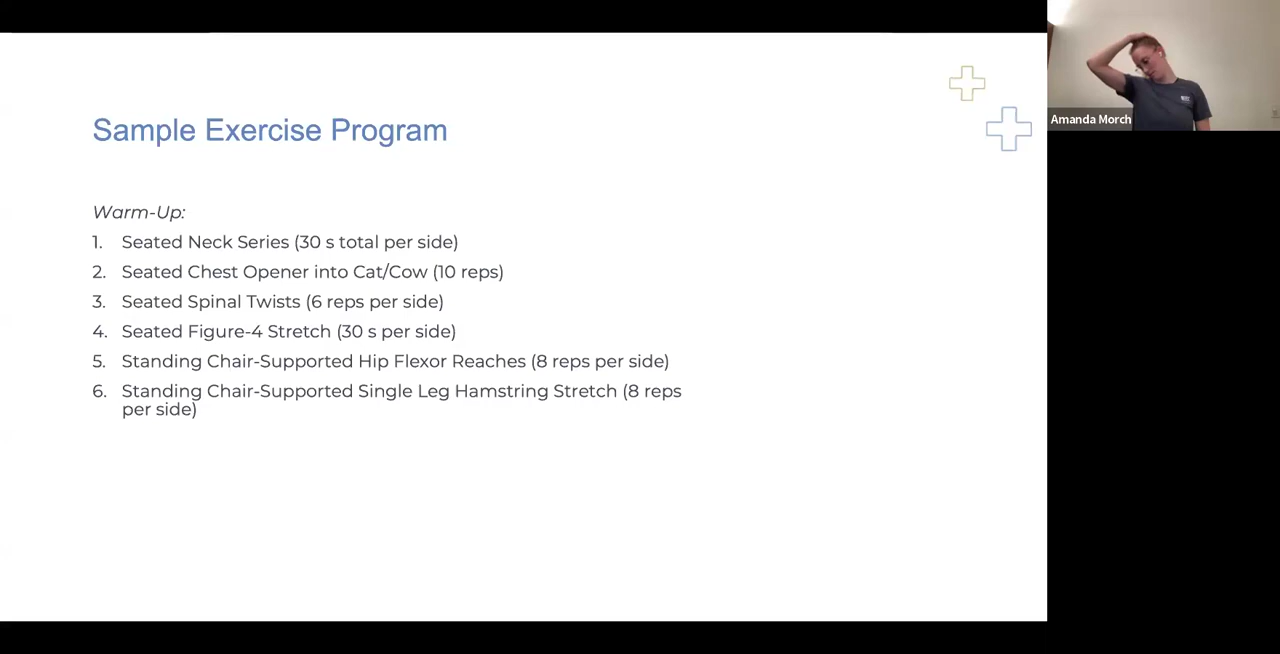 Sample Exercise Program
Warm-Up:
1. Seated Neck Series (30 s total per side)
2. Seated Chest Opener into Cat/Cow (10 reps)
3. Seated Spinal Twists (6 reps per side)
4. Seated Figure-4 Stretch (30 s per side)
5. Standing Chair-Supported Hip Flexor Reaches (8 reps per side)
6. Standing Chair-Supported Single Leg Hamstring Stretch (8 reps
per side)
Amanda Morch